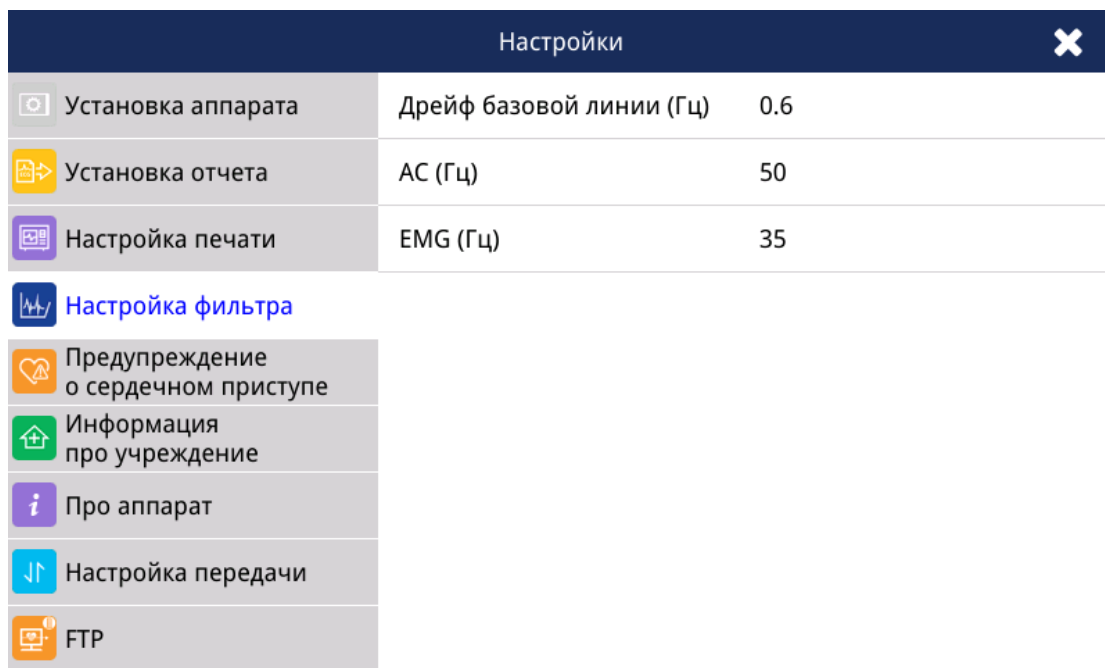 Настройки
Установка аппарата
Дрейф базовой линии (Гц) 0.6
Установка отчета
AC (Гц) 50
Настройка печати
EMG (Гц) 35
Настройка фильтра
Предупреждение
о сердечном приступе
Информация
про учреждение
Про аппарат
Настройка передачи
FTP